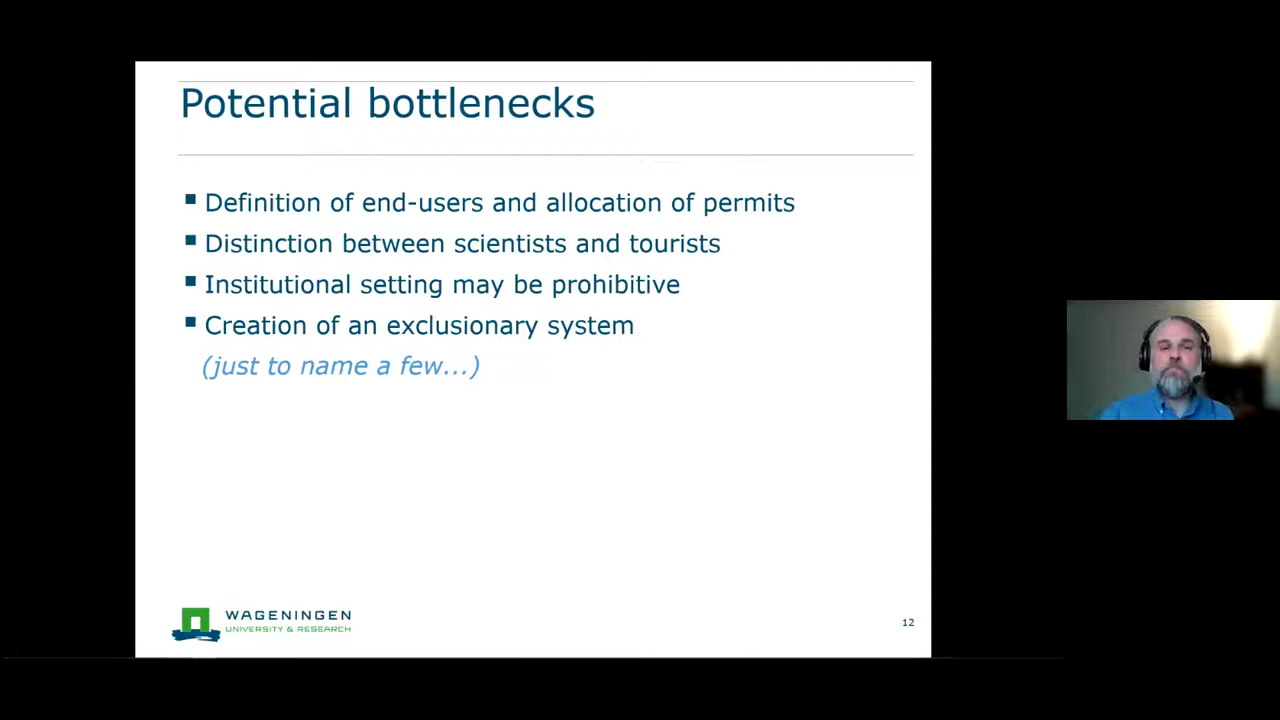 Potential bottlenecks
Definition of end-users and allocation of permits
Distinction between scientists and tourists
Institutional setting may be prohibitive
Creation of an exclusionary system
(just to name a few...)
WAGENINGEN
UNIVERSITY & RESEARCH
12